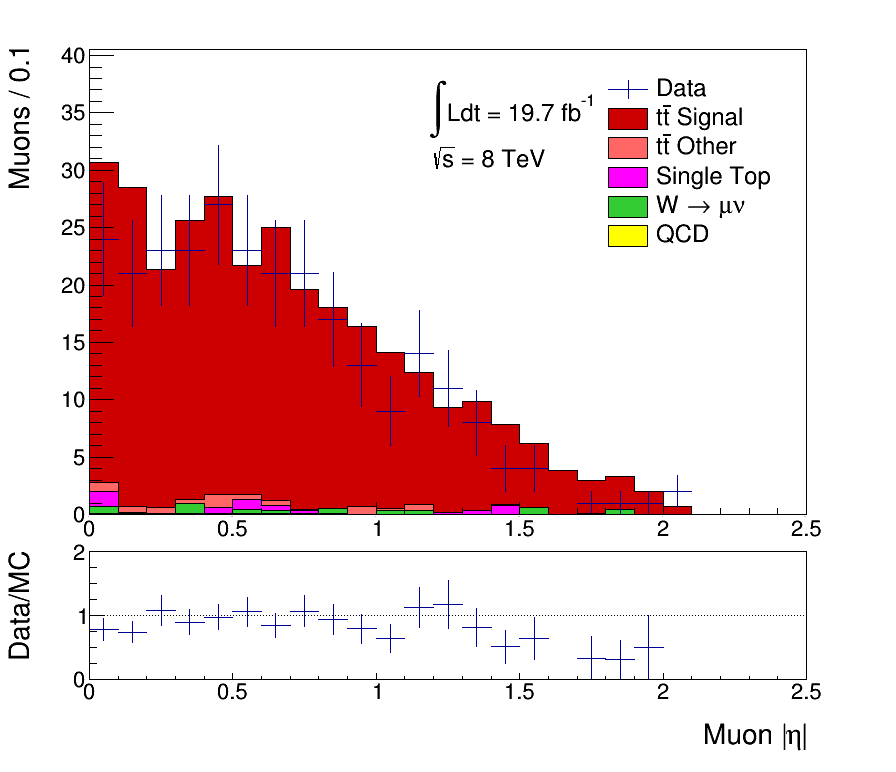 Muons / 0.1
40
35
30
25
20
15
10
5
0
∫Ldt = 19.7 fb⁻¹
√s = 8 TeV
Data
tt̄ Signal
tt̄ Other
Single Top
W → μν
QCD
0 0.5 1 1.5 2 2.5
Data/MC
2
1
0
0 0.5 1 1.5 2 2.5
Muon |η|